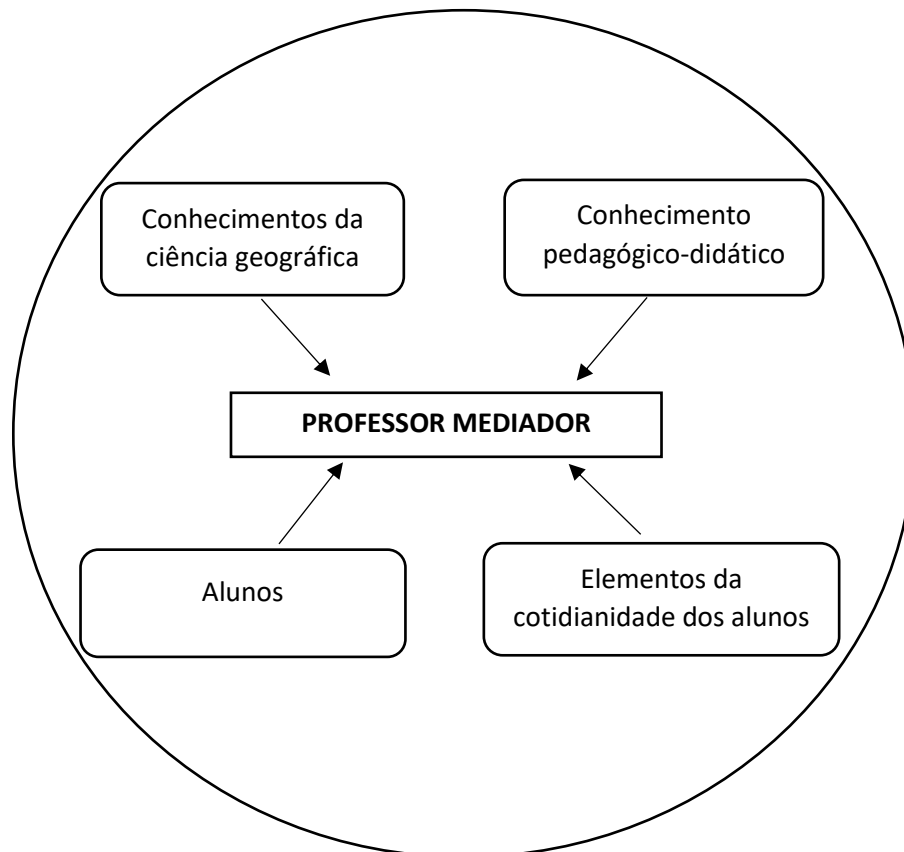 Conhecimentos da
ciência geográfica
Conhecimento
pedagógico-didático
PROFESSOR MEDIADOR
Alunos
Elementos da
cotidianidade dos alunos